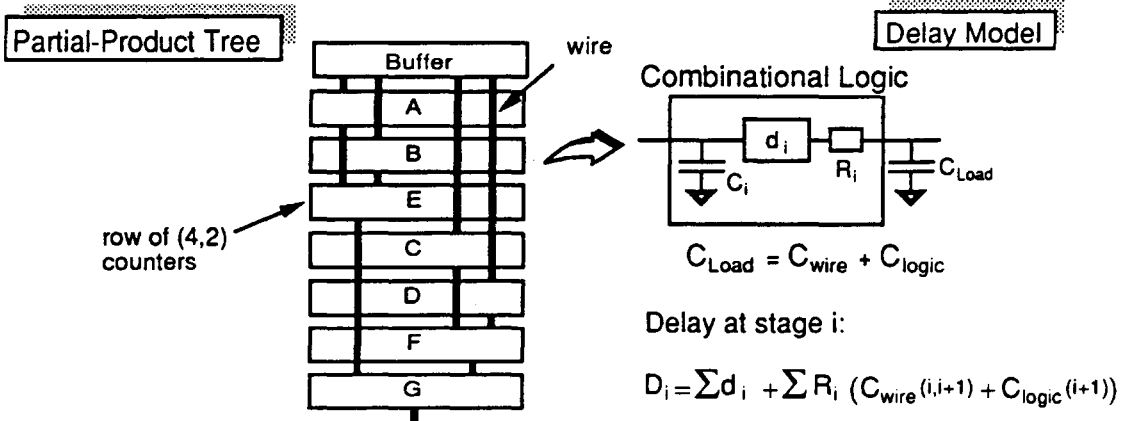 Partial-Product Tree
Buffer
A
B
E
C
D
F
G
wire
row of (4,2)
counters
Delay Model
Combinational Logic
d i
C i
R i
C Load
C Load = C wire + C logic
Delay at stage i:
D i = ∑ d i + ∑ R i ( C wire (i,i+1) + C logic (i+1))